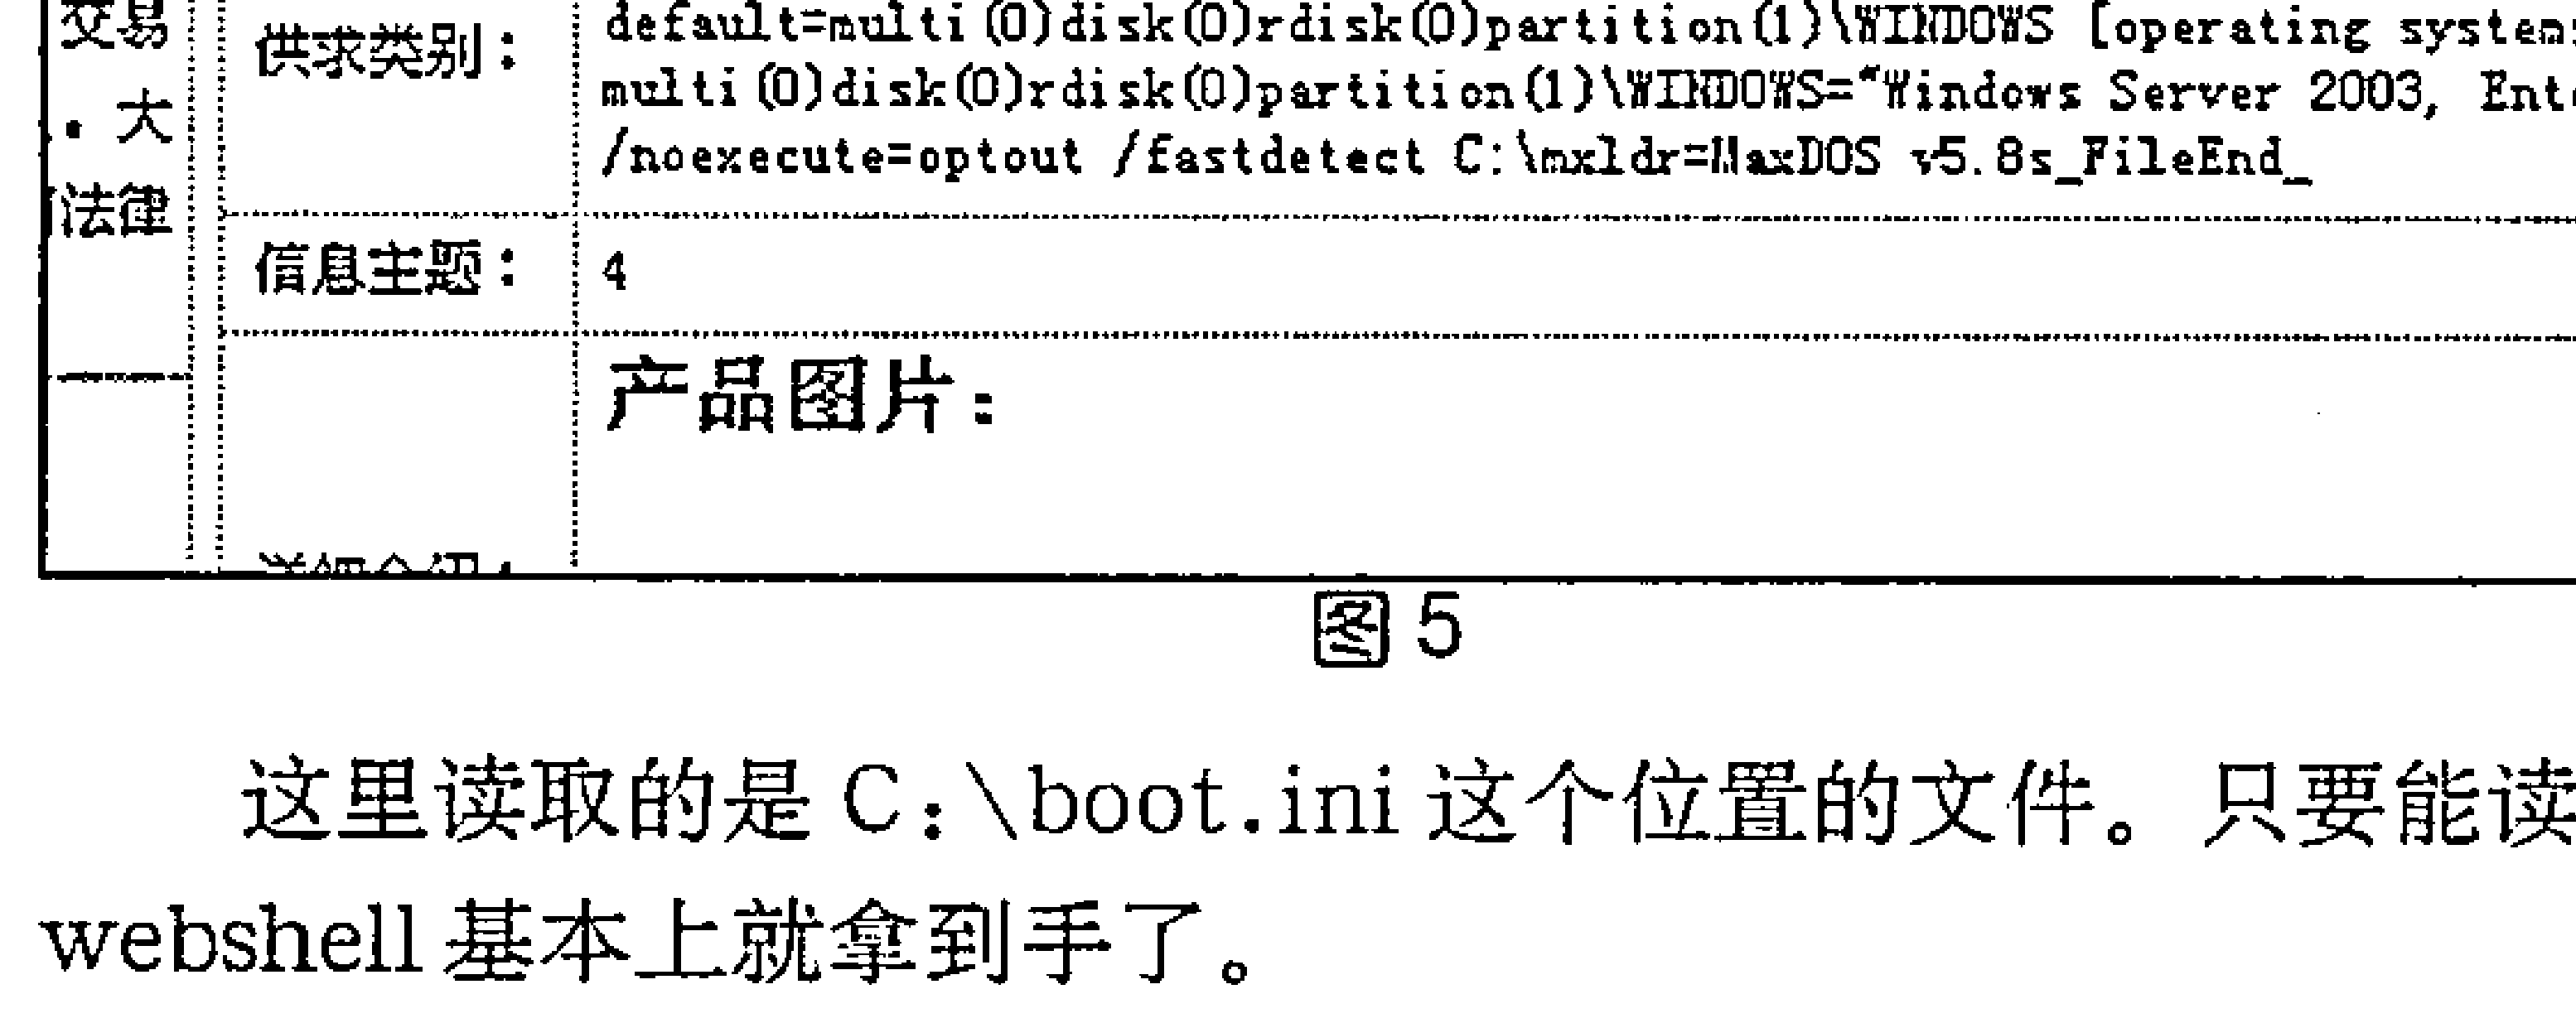 交易
. 大
法律
供求类别：
default=multi(0)disk(0)rdisk(0)partition(1)\WINDOWS [operating
multi(0)disk(0)rdisk(0)partition(1)\WINDOWS="Windows Server 2003,
/noexecute=optout /fastdetect C:\mxldr=MaxDOS v5.8s_FileEnd_
信息主题： 4
产品图片：
图 5
这里读取的是 C:\boot.ini 这个位置的文件。只要能读
webshell 基本上就拿到手了。